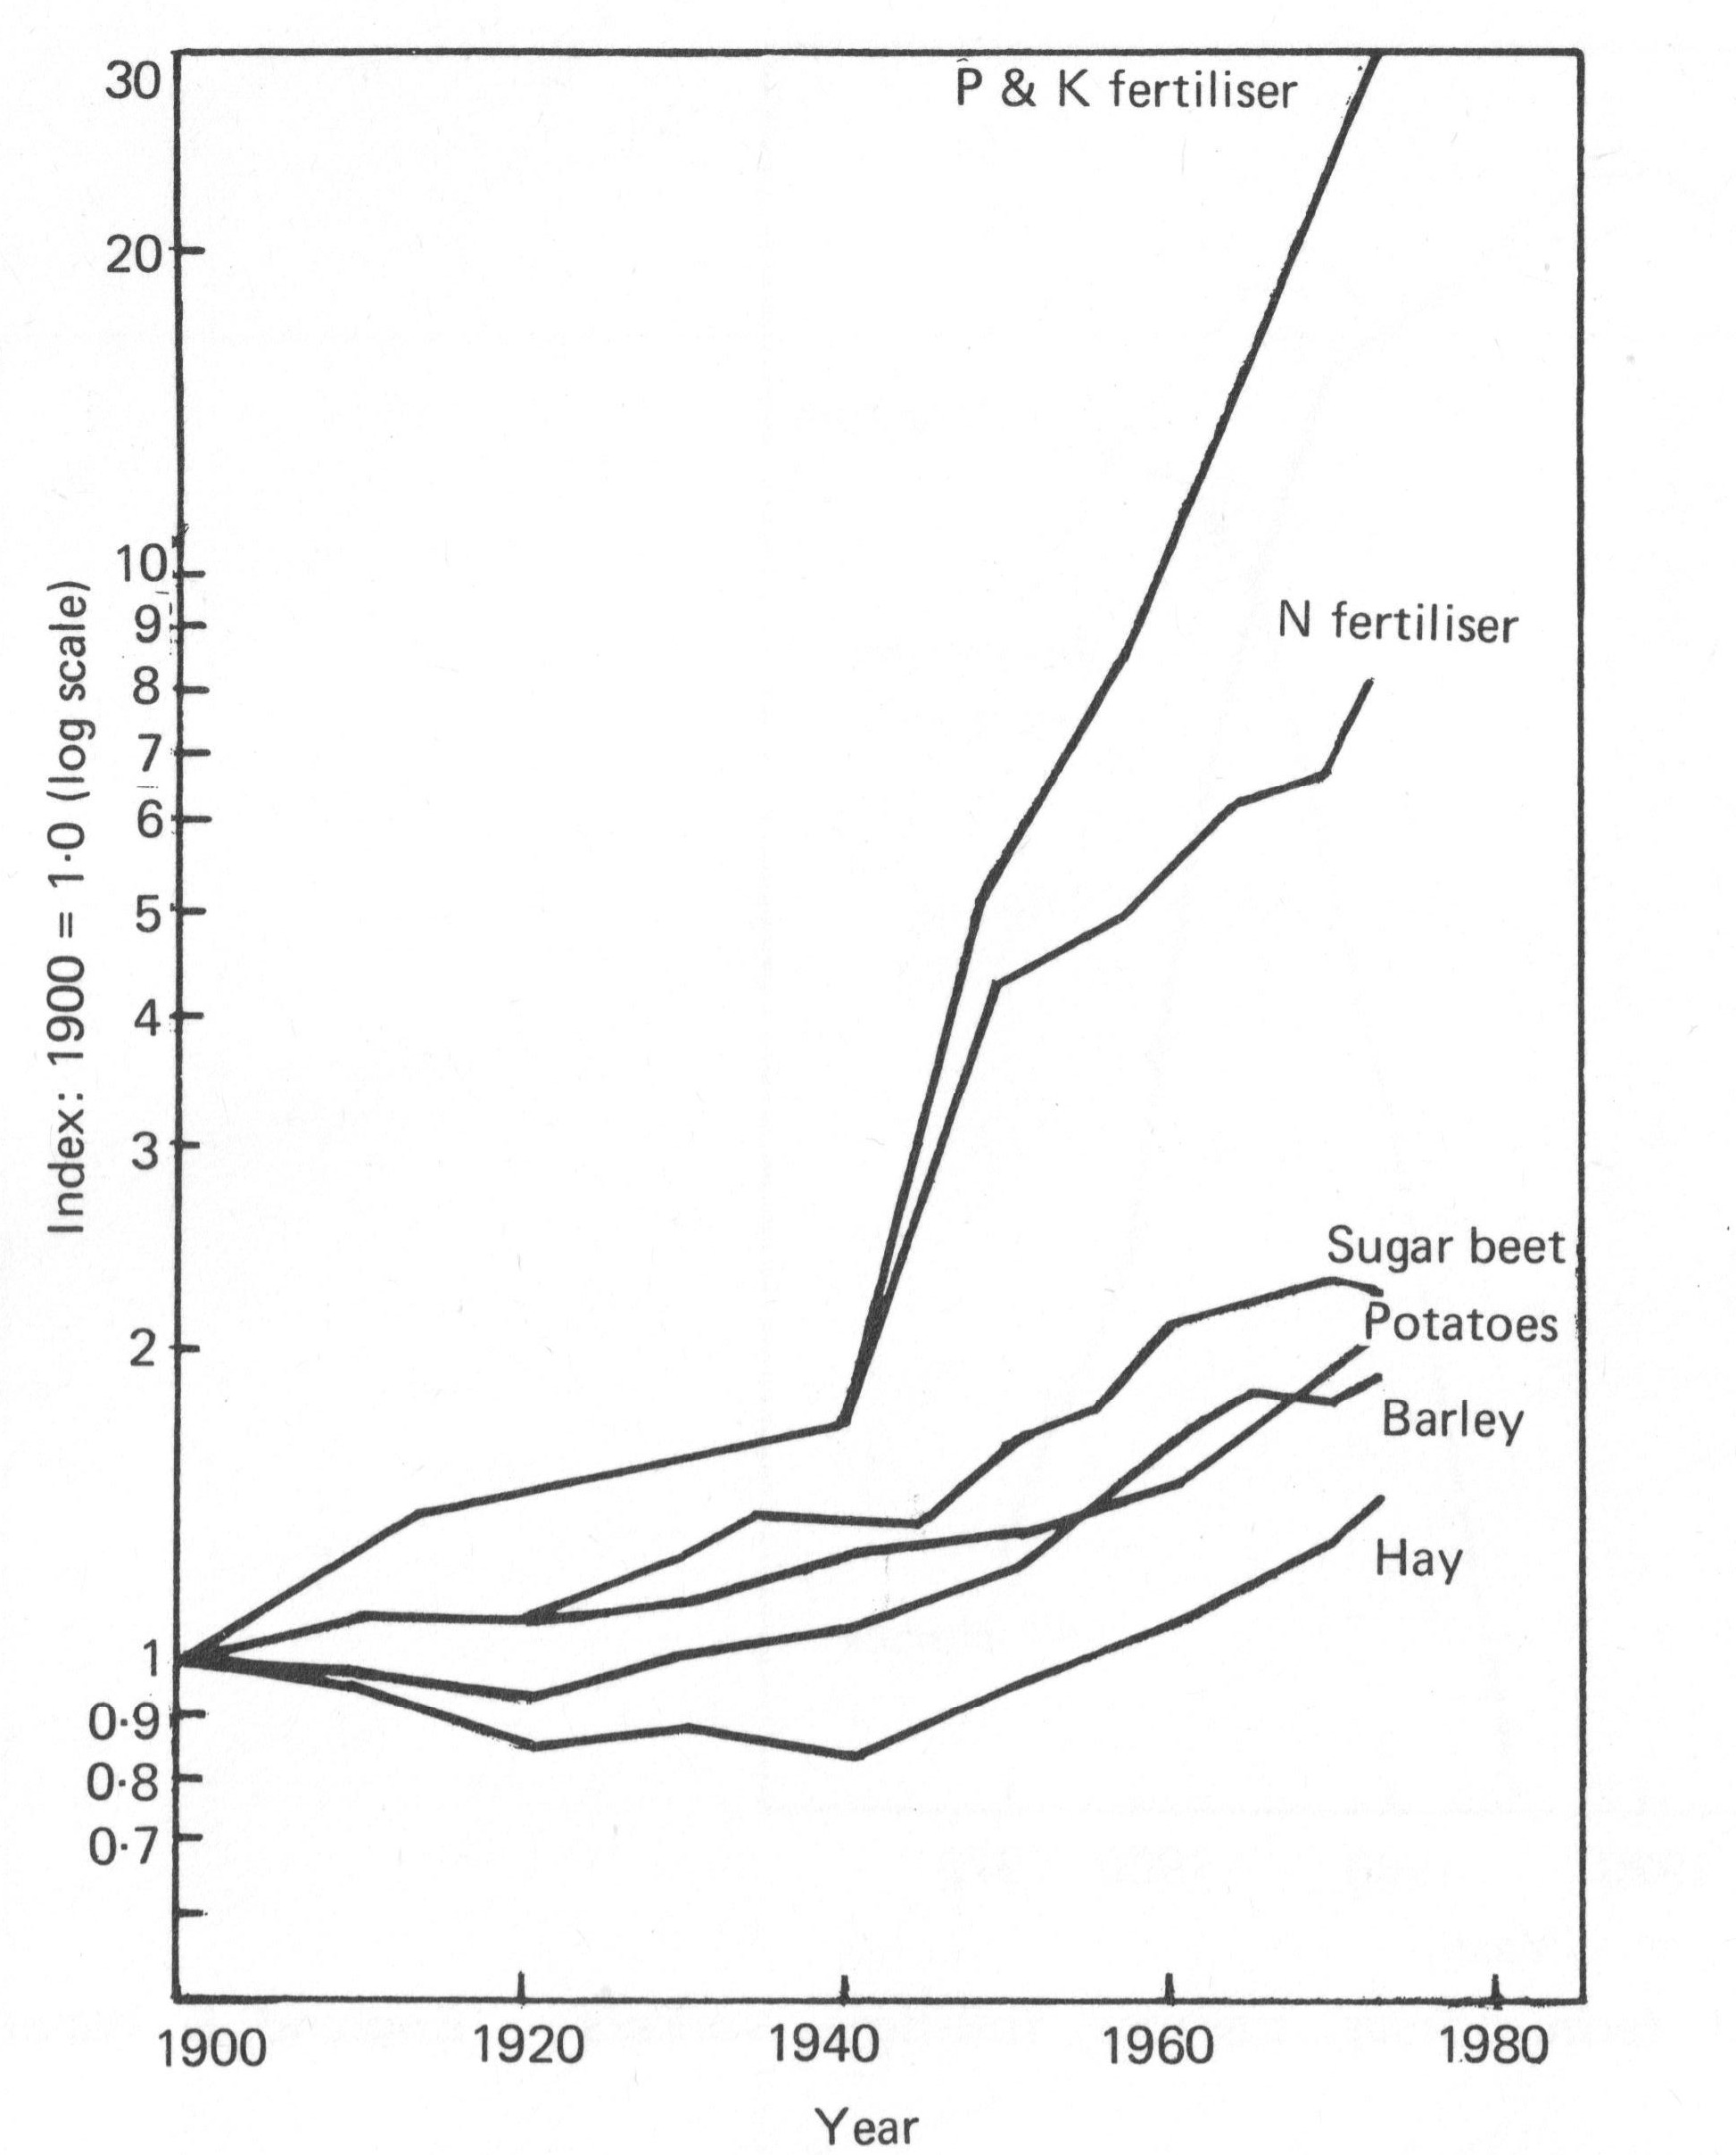 30
P & K fertiliser
20
10
9
N fertiliser
8
7
6
5
4
3
Sugar beet
Potatoes
2
Barley
Hay
1
0·9
0·8
0·7
Index: 1900 = 1·0 (log scale)
1900 1920 1940 1960 1980
Year